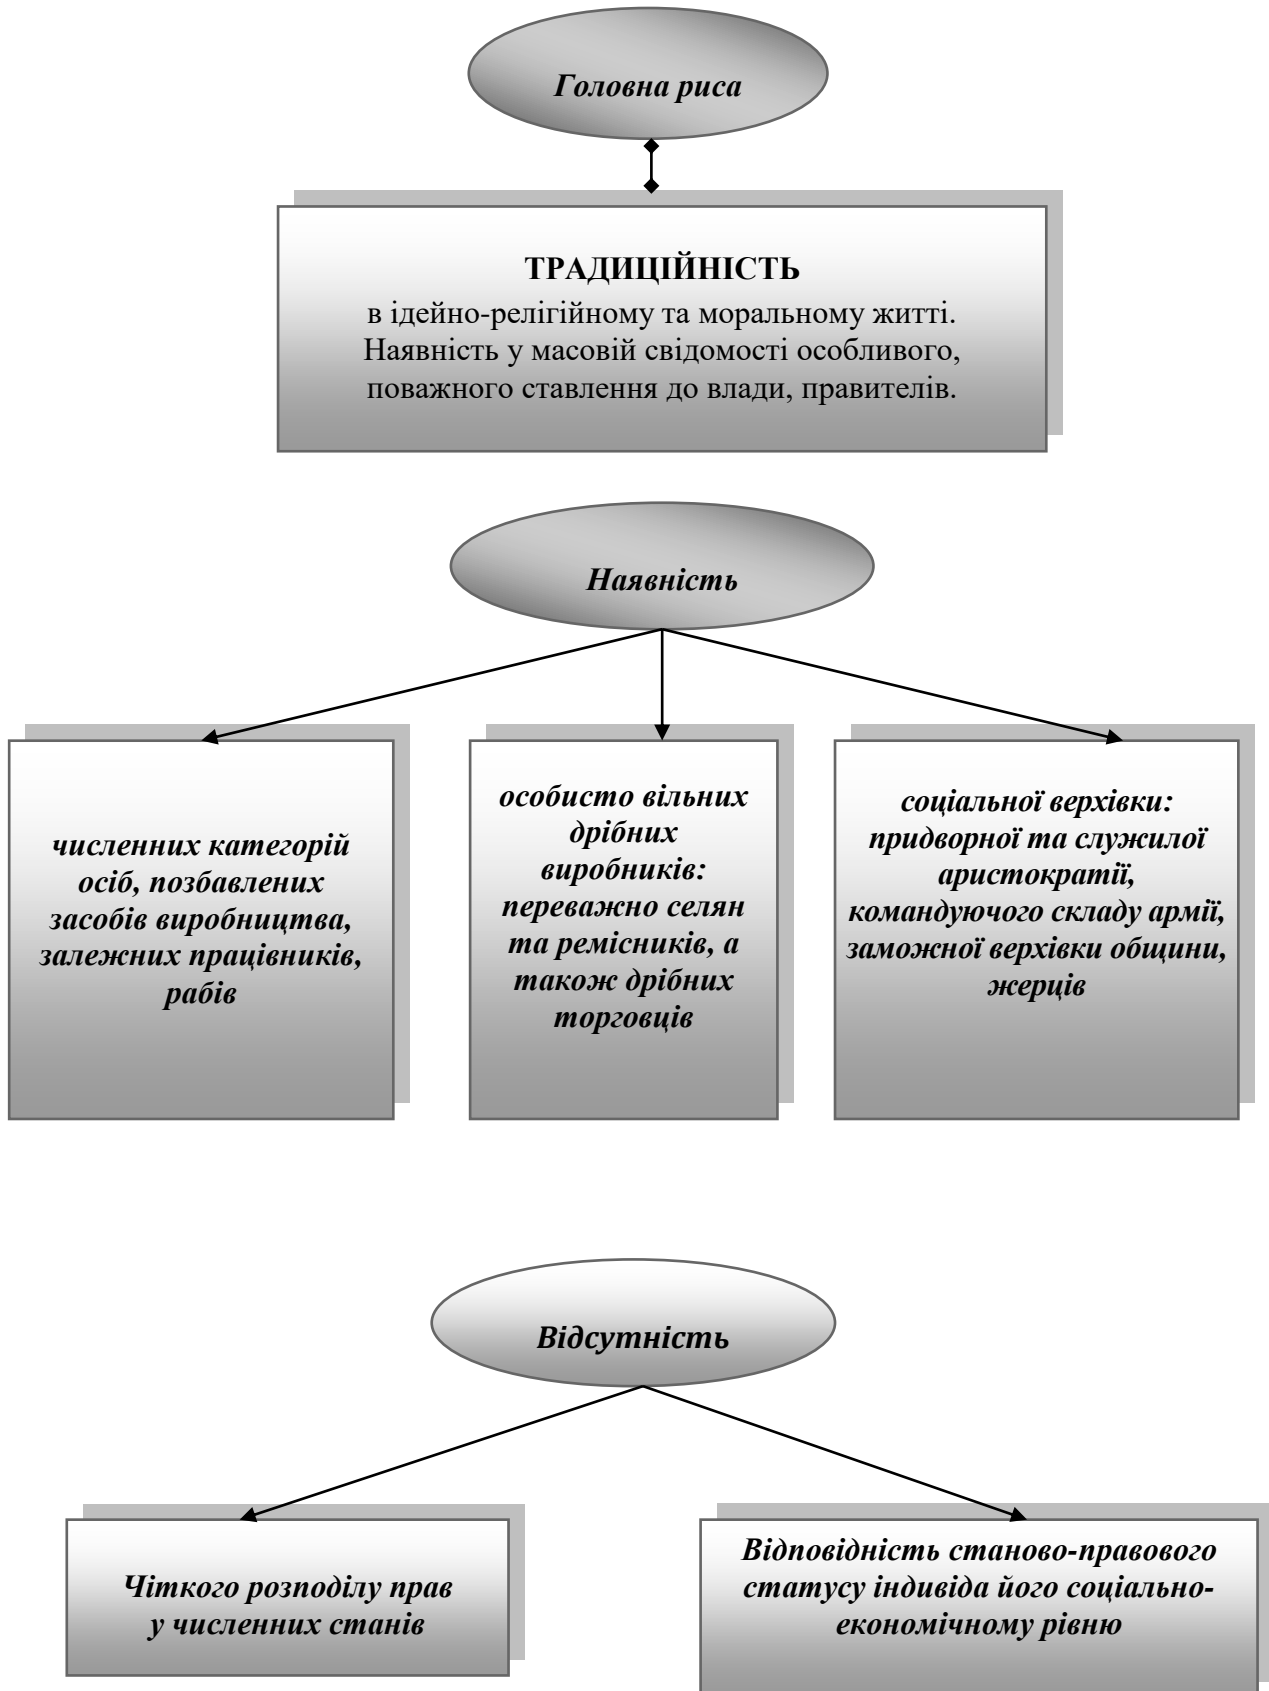 Головна риса
ТРАДИЦІЙНІСТЬ
в ідейно-релігійному та моральному житті.
Наявність у масовій свідомості особливого,
поважного ставлення до влади, правителів.
Наявність
численних категорій
осіб, позбавлених
засобів виробництва,
залежних працівників,
рабів
особисто вільних
дрібних
виробників:
переважно селян
та ремісників, а
також дрібних
торговців
соціальної верхівки:
придворної та служилої
аристократії,
командуючого складу армії,
заможної верхівки общини,
жерців
Відсутність
Чіткого розподілу прав
у численних станів
Відповідність станово-правового
статусу індивіда його соціально-
економічному рівню